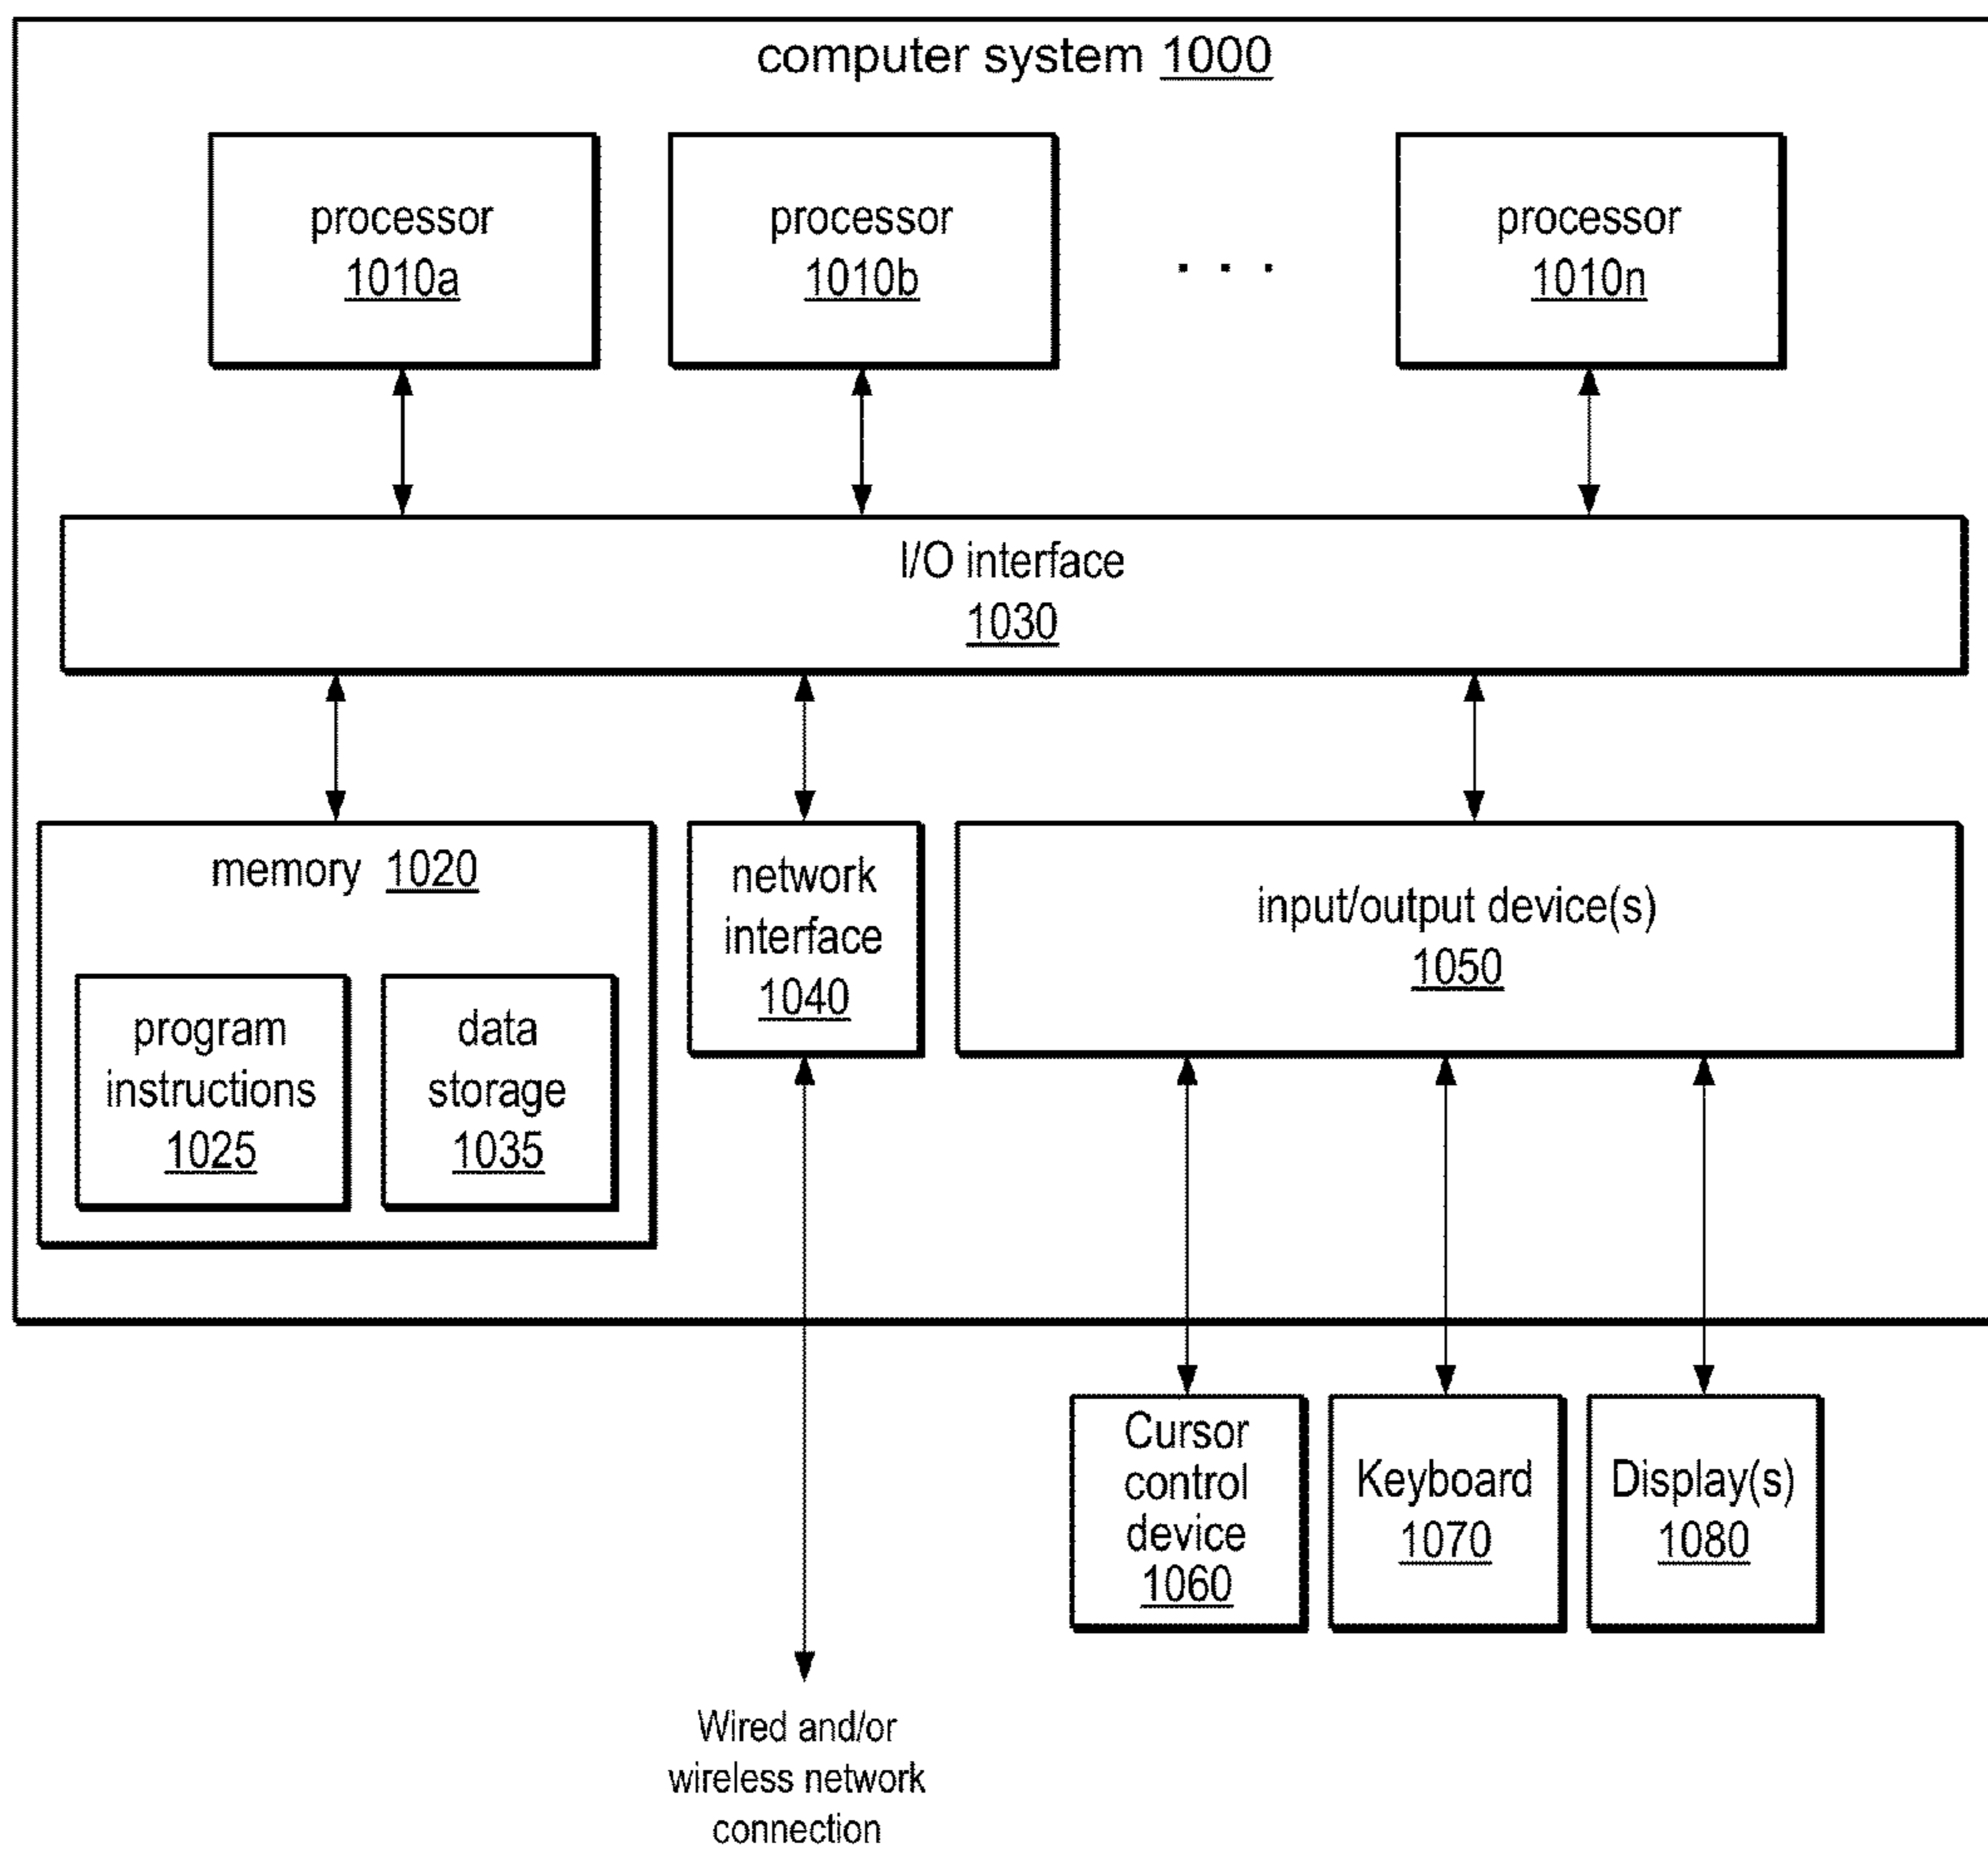 computer system 1000
processor
1010a
processor
1010b
. . .
processor
1010n
I/O interface
1030
memory 1020
program
instructions
1025
data
storage
1035
network
interface
1040
input/output device(s)
1050
Cursor
control
device
1060
Keyboard
1070
Display(s)
1080
Wired and/or
wireless network
connection